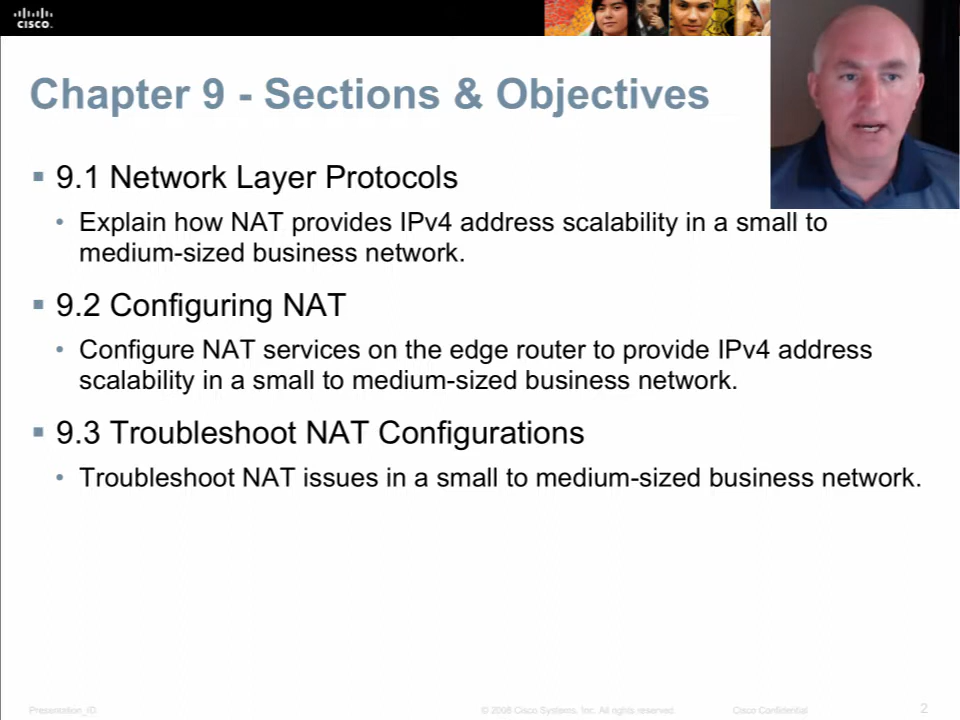 CISCO
Chapter 9 - Sections & Objectives
9.1 Network Layer Protocols
Explain how NAT provides IPv4 address scalability in a small to
medium-sized business network.
9.2 Configuring NAT
Configure NAT services on the edge router to provide IPv4 address
scalability in a small to medium-sized business network.
9.3 Troubleshoot NAT Configurations
Troubleshoot NAT issues in a small to medium-sized business network.
Presentation_ID
© 2008 Cisco Systems, Inc. All rights reserved.
Cisco Confidential
2